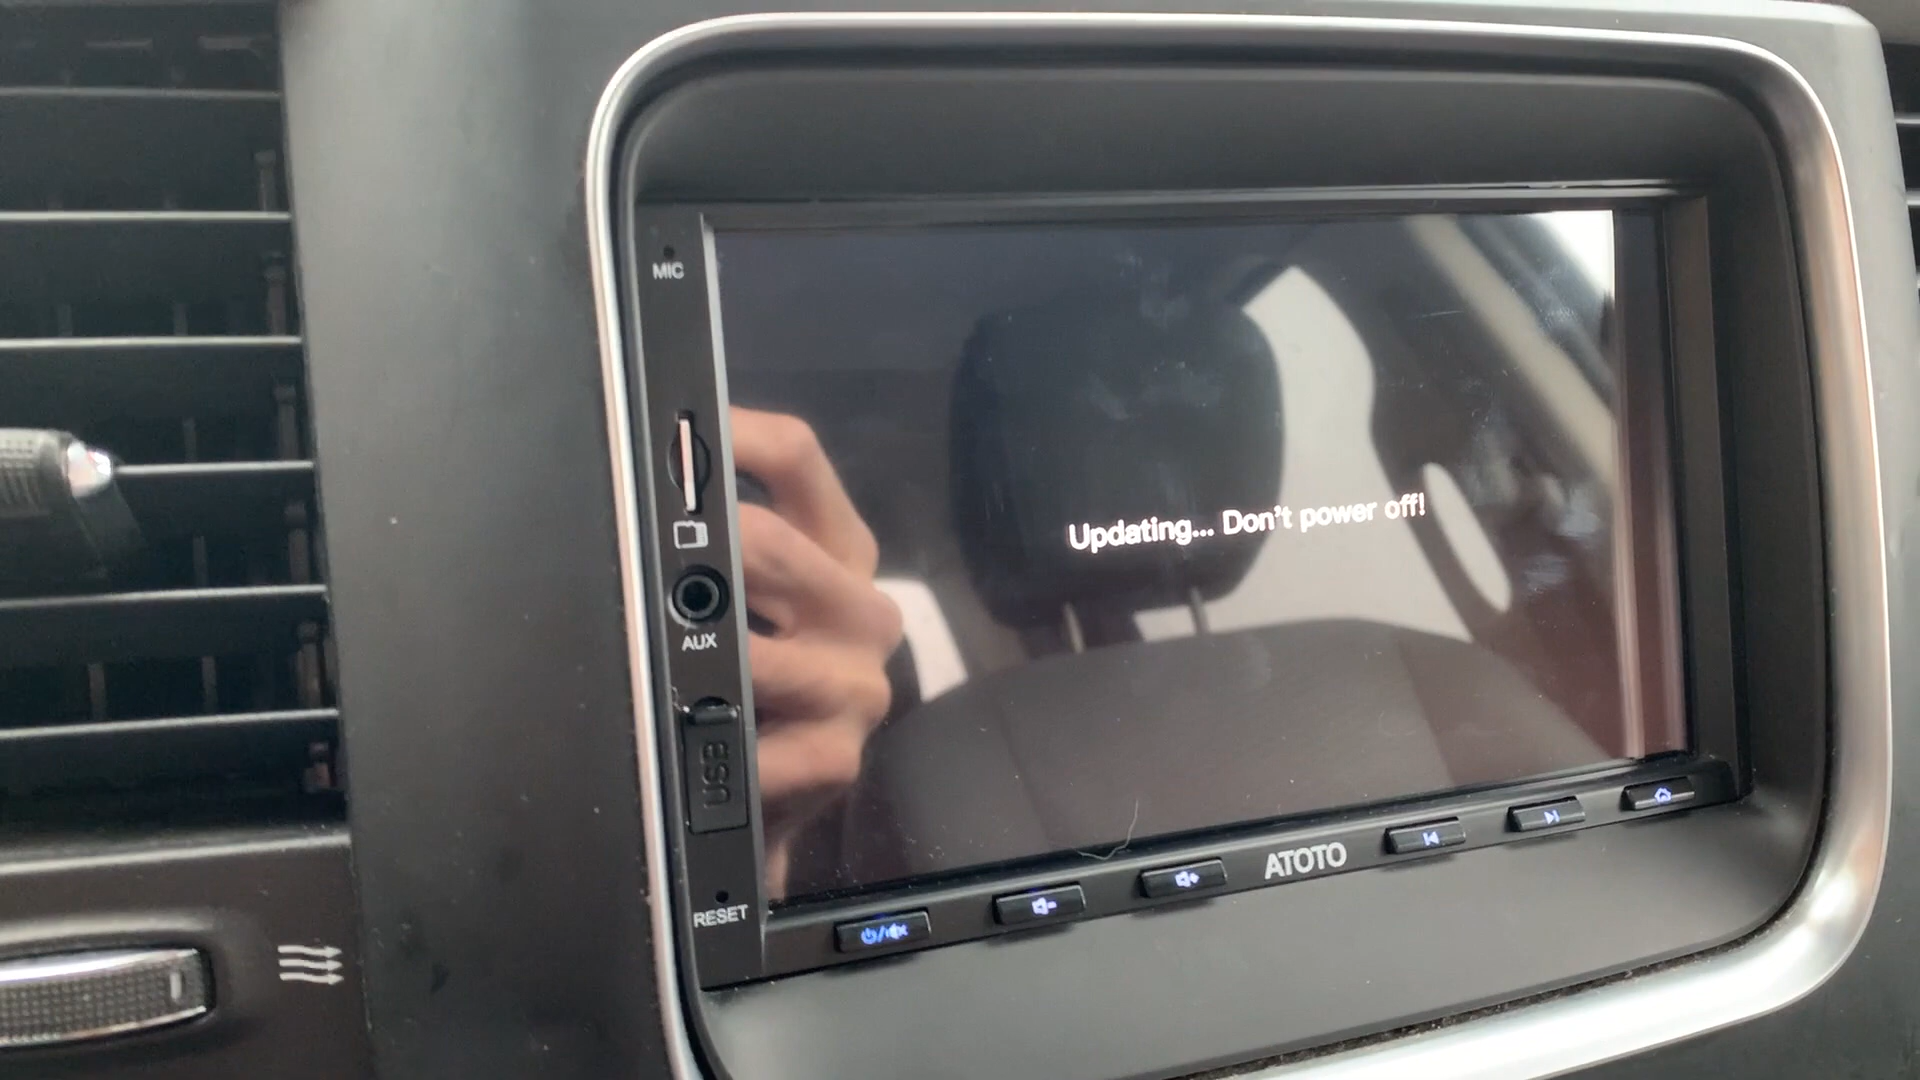 MIC
Updating... Don't power off!
AUX
USB
RESET
ATOTO